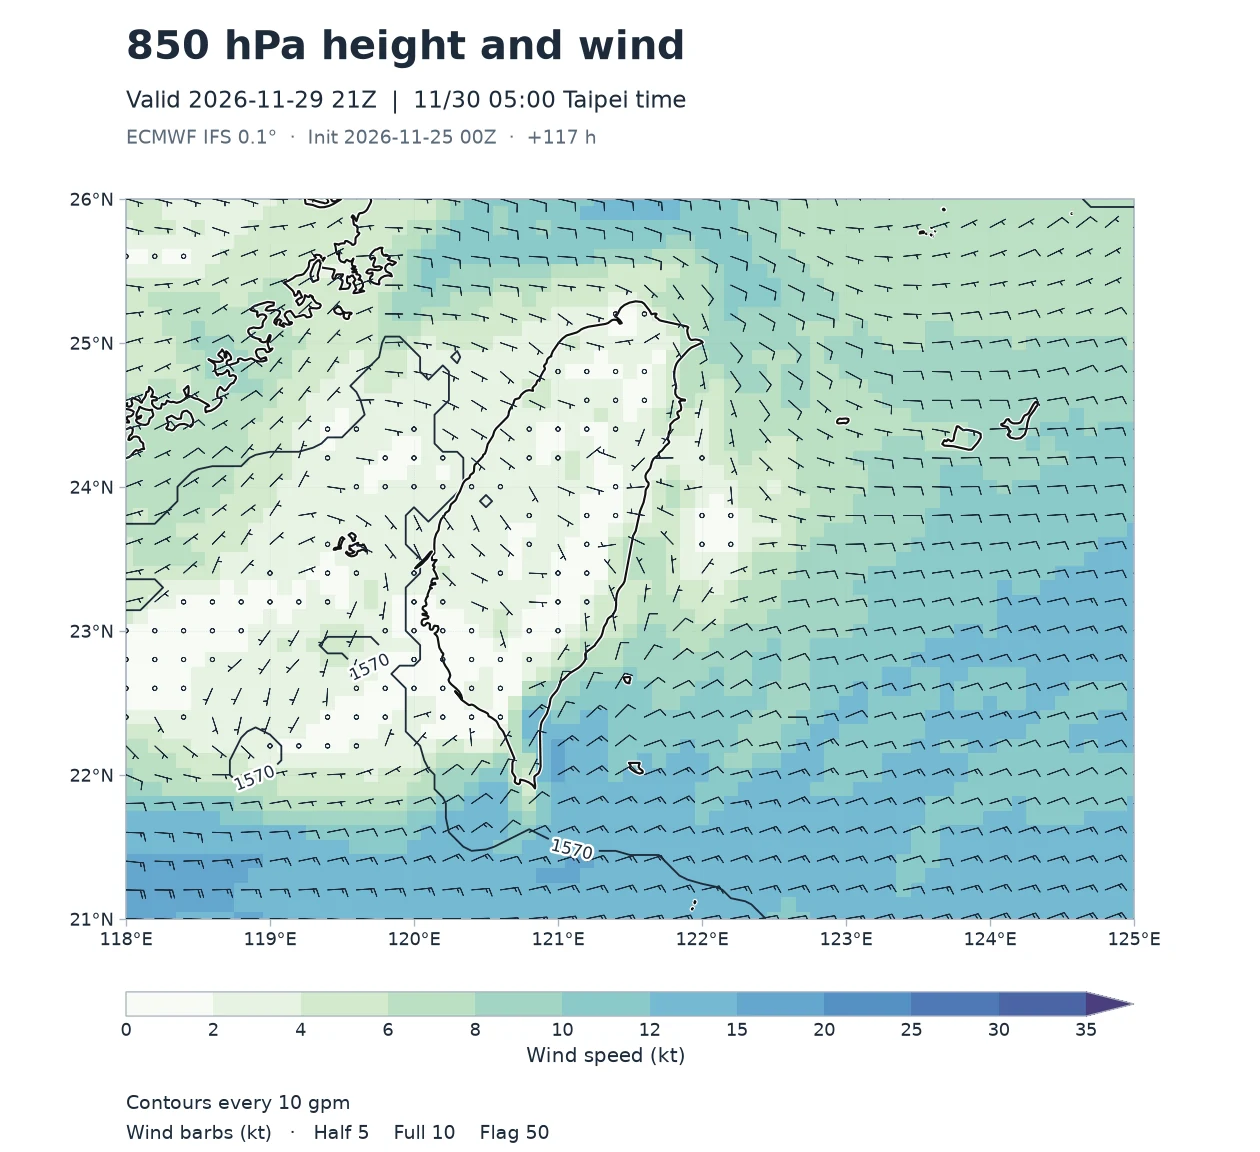 850 hPa height and wind
Valid 2026-11-29 21Z | 11/30 05:00 Taipei time
ECMWF IFS 0.1° · Init 2026-11-25 00Z · +117 h
26°N
25°N
24°N
23°N
22°N
21°N
1570
1570
1570
118°E 119°E 120°E 121°E 122°E 123°E 124°E 125°E
0 2 4 6 8 10 12 15 20 25 30 35
Wind speed (kt)
Contours every 10 gpm
Wind barbs (kt) · Half 5 Full 10 Flag 50